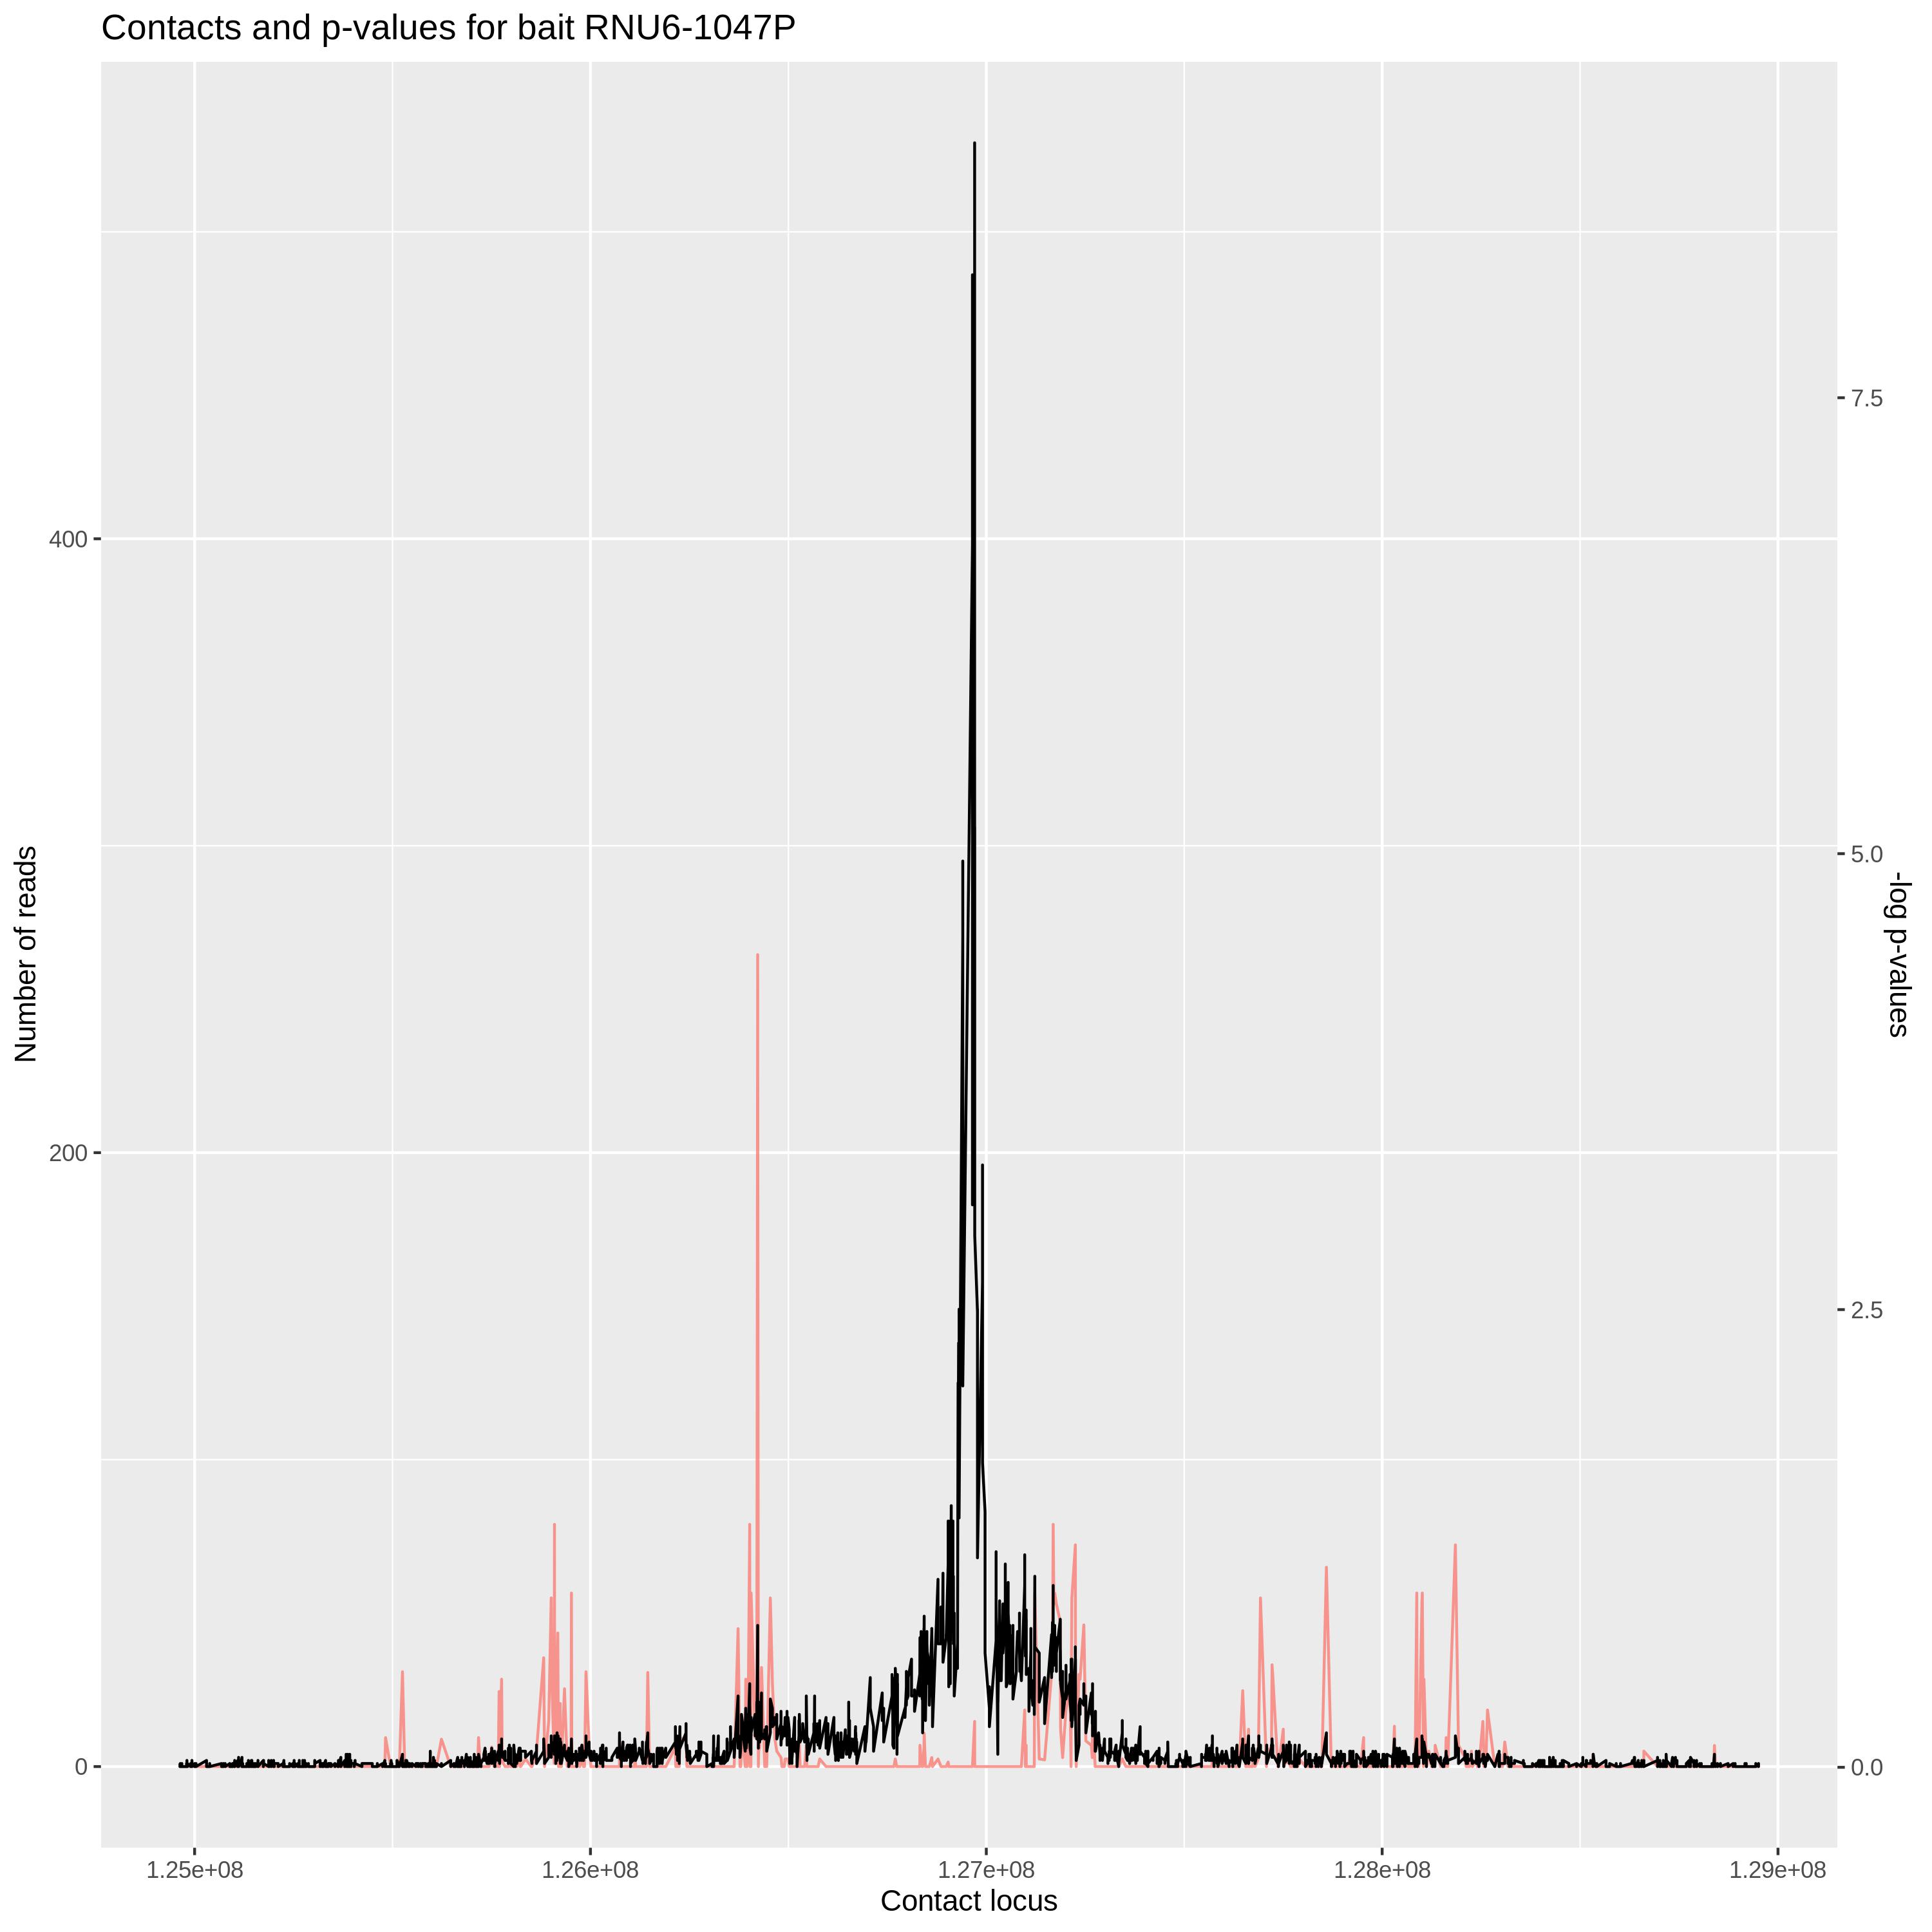 Contacts and p-values for bait RNU6-1047P
Number of reads
400
200
0
7.5
5.0
2.5
0.0
-log p-values
1.25e+08
1.26e+08
1.27e+08
1.28e+08
1.29e+08
Contact locus